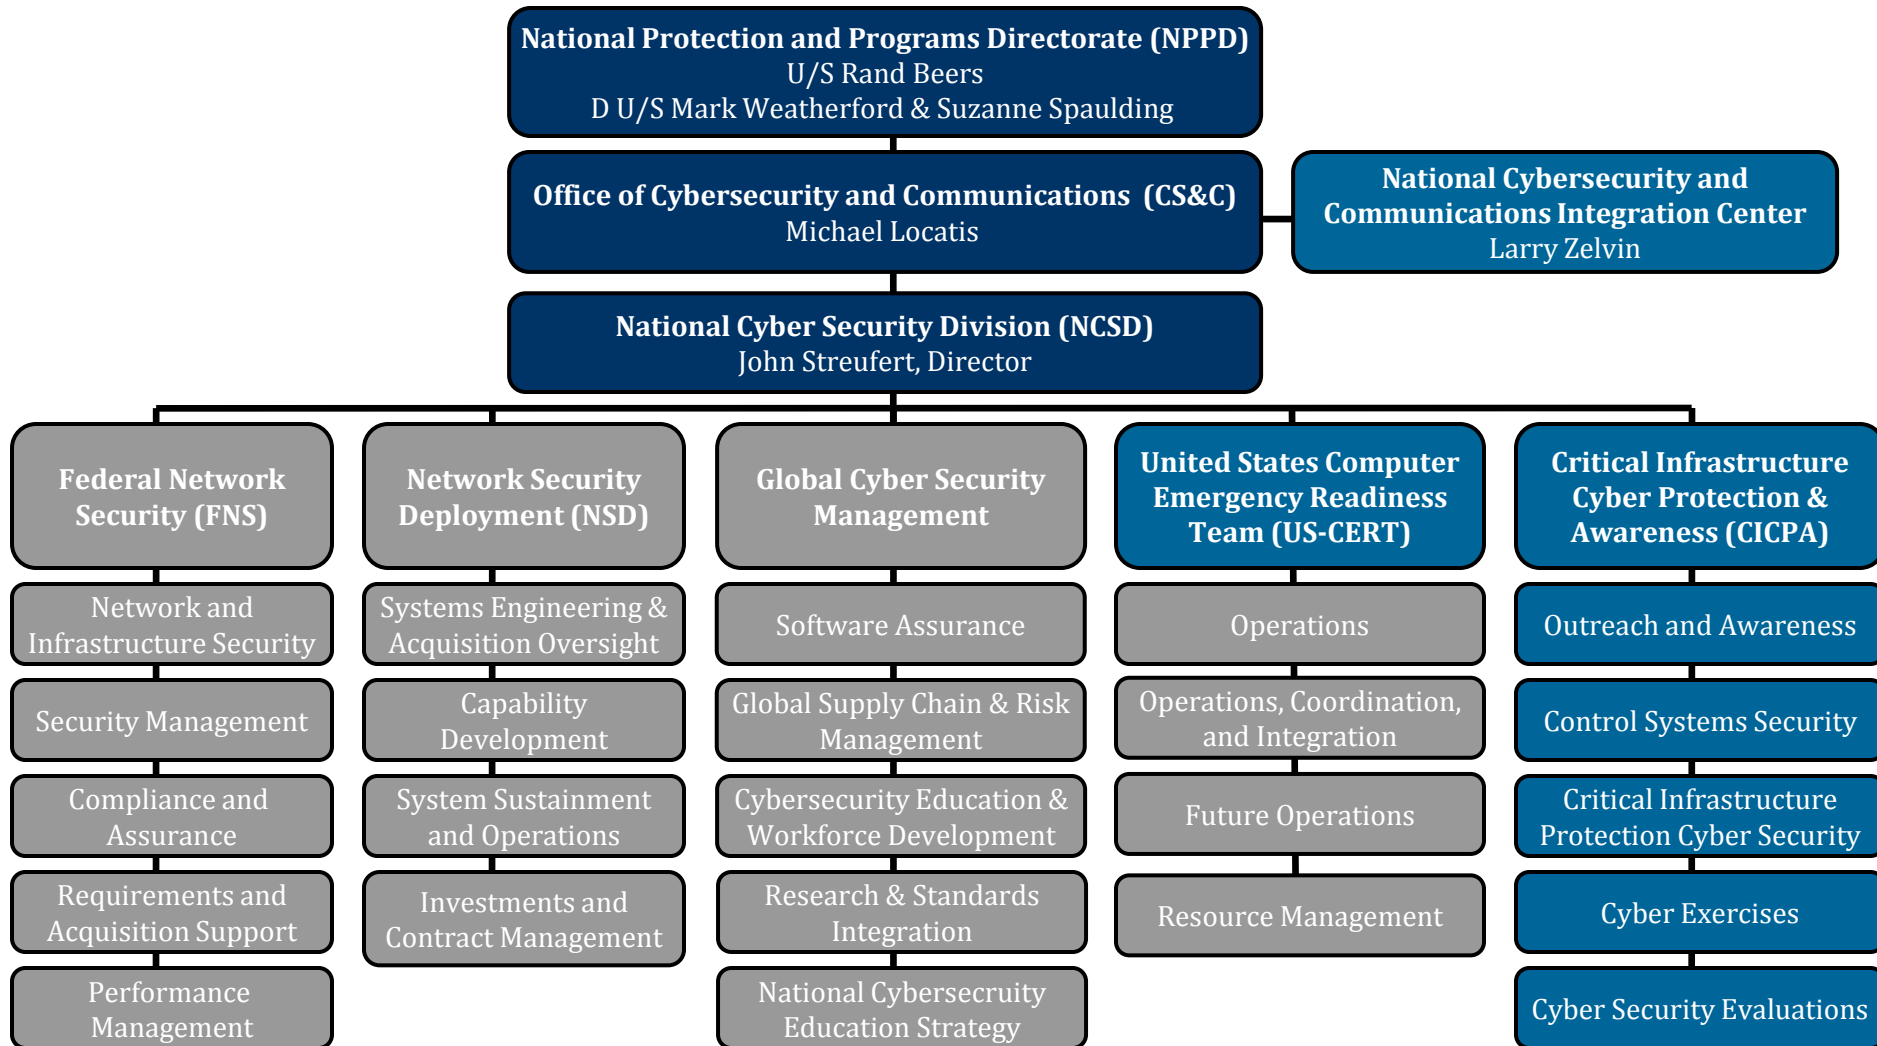 National Protection and Programs Directorate (NPPD)
U/S Rand Beers
D U/S Mark Weatherford & Suzanne Spaulding
Office of Cybersecurity and Communications (CS&C)
Michael Locatis
National Cybersecurity and
Communications Integration Center
Larry Zelvin
National Cyber Security Division (NCSD)
John Streufert, Director
Federal Network
Security (FNS)
Network and
Infrastructure Security
Security Management
Compliance and
Assurance
Requirements and
Acquisition Support
Performance
Management
Network Security
Deployment (NSD)
Systems Engineering &
Acquisition Oversight
Capability
Development
System Sustainment
and Operations
Investments and
Contract Management
Global Cyber Security
Management
Software Assurance
Global Supply Chain & Risk
Management
Cybersecurity Education &
Workforce Development
Research & Standards
Integration
National Cybersecruity
Education Strategy
United States Computer
Emergency Readiness
Team (US-CERT)
Operations
Operations, Coordination,
and Integration
Future Operations
Resource Management
Critical Infrastructure
Cyber Protection &
Awareness (CICPA)
Outreach and Awareness
Control Systems Security
Critical Infrastructure
Protection Cyber Security
Cyber Exercises
Cyber Security Evaluations